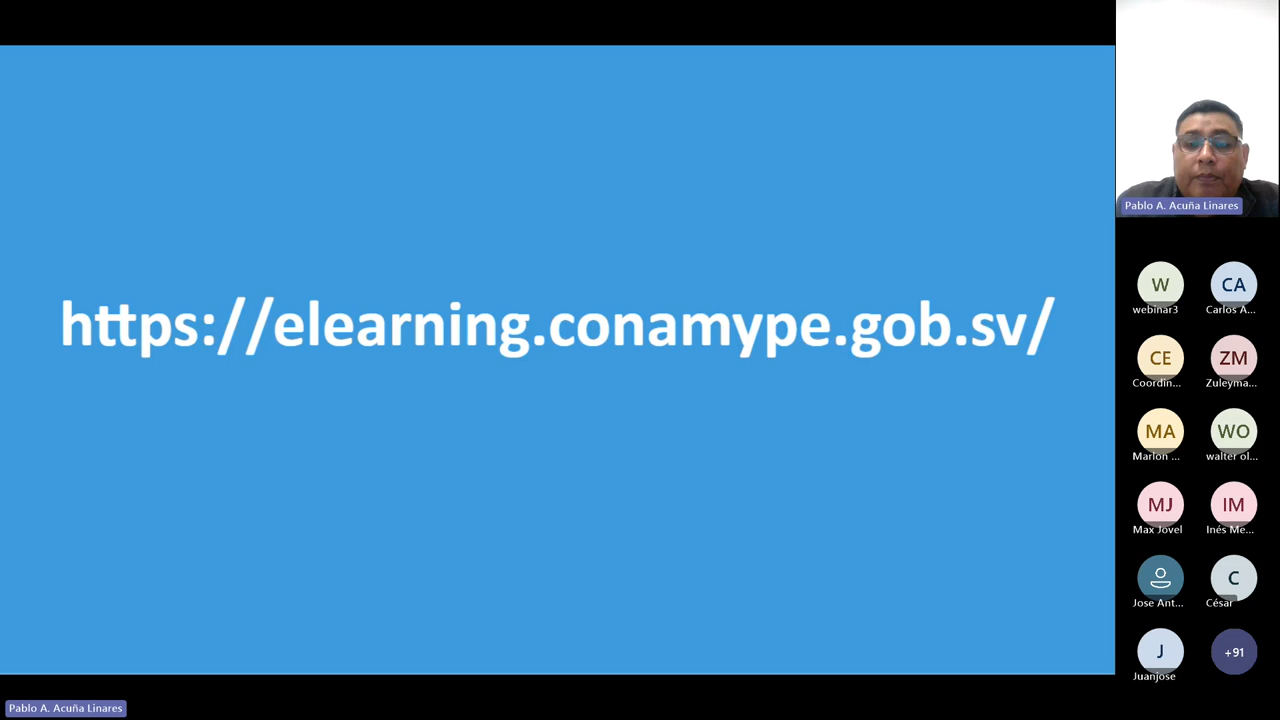 https://elearning.conamype.gob.sv/
Pablo A. Acuña Linares
W
CA
webinar3
Carlos A...
CE
ZM
Coordin...
Zuleyma...
MA
WO
Marlon ...
walter ol...
MJ
IM
Max Jovel
Inés Me...
C
Jose Ant...
César
J
+91
Juanjose
Pablo A. Acuña Linares